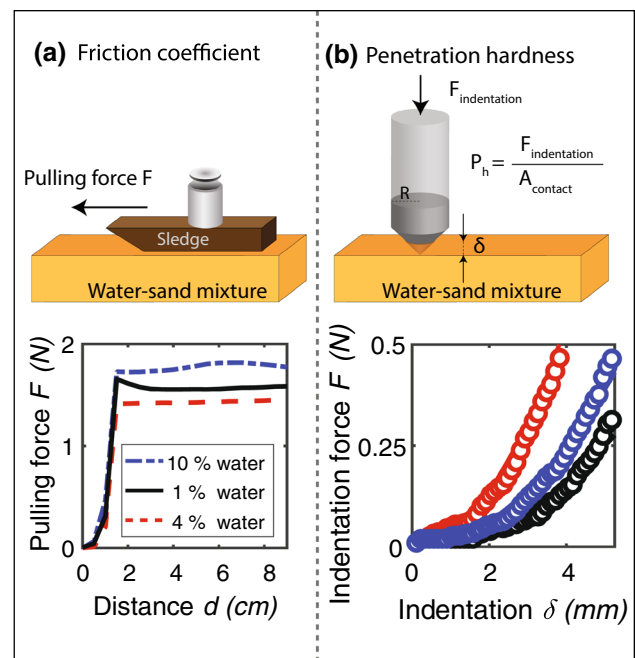 (a) Friction coefficient
Pulling force F
Sledge
Water-sand mixture
2
1
0
Pulling force F (N)
10 % water
1 % water
4 % water
0 2 4 6 8
Distance d (cm)
(b) Penetration hardness
F indentation
P h = F indentation / A contact
R
δ
Water-sand mixture
0.5
0.25
0
Indentation force F (N)
2 4
Indentation δ (mm)